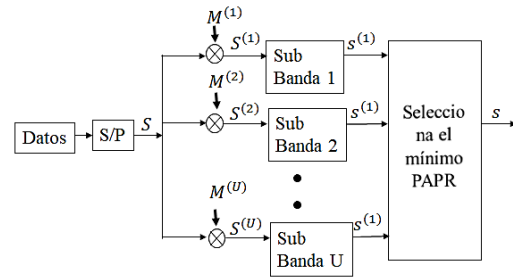 M^(1)
S^(1)
Sub
Banda 1
s^(1)
M^(2)
Datos
S/P
S
S^(2)
Sub
Banda 2
s^(1)
Seleccio
na el
mínimo
PAPR
s
M^(U)
S^(U)
Sub
Banda U
s^(1)